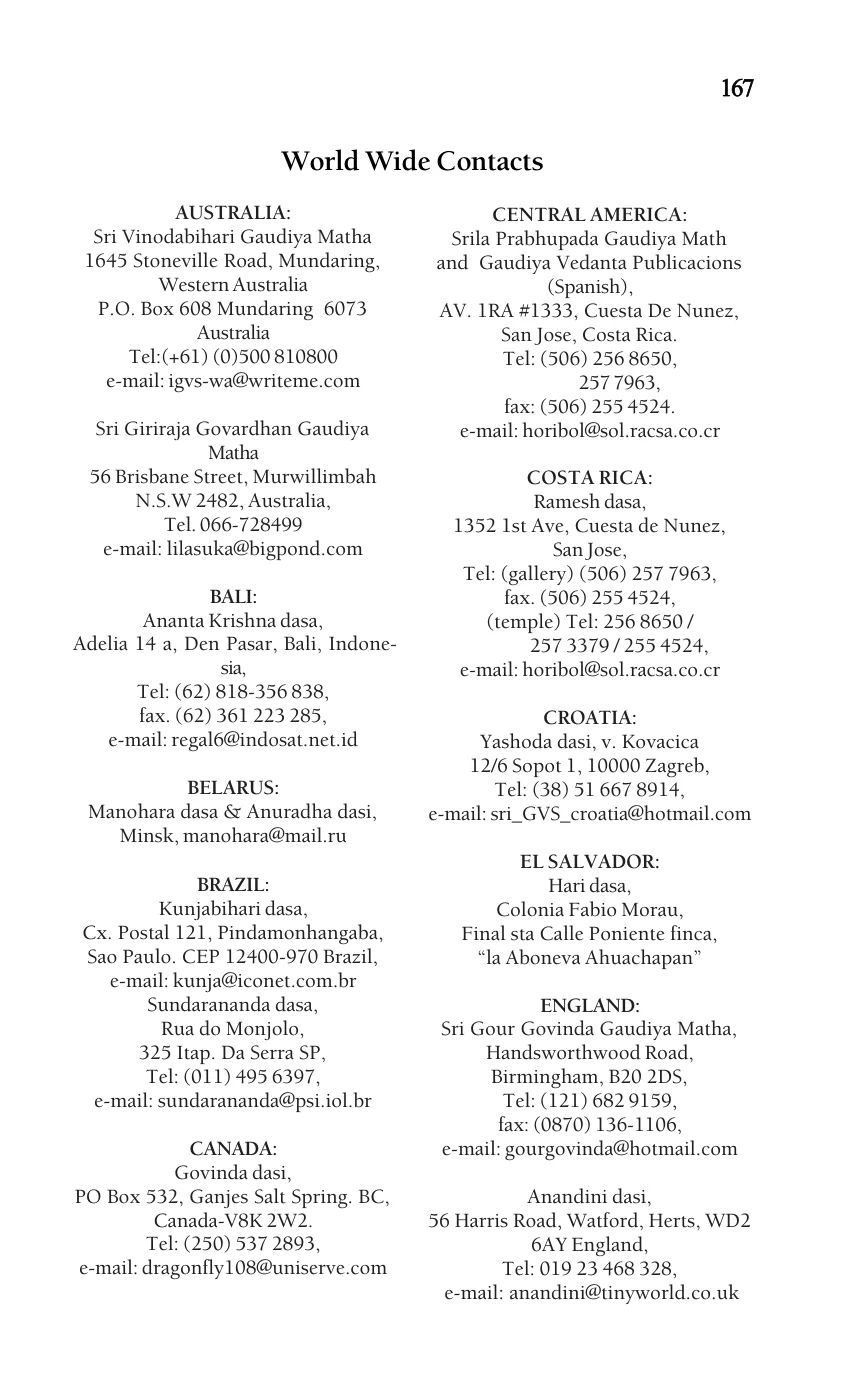 167
World Wide Contacts
AUSTRALIA:
Sri Vinodabihari Gaudiya Matha
1645 Stoneville Road, Mundaring,
Western Australia
P.O. Box 608 Mundaring 6073
Australia
Tel:(+61) (0)500 810800
e-mail: igvs-wa@writeme.com
Sri Giriraja Govardhan Gaudiya
Matha
56 Brisbane Street, Murwillimbah
N.S.W 2482, Australia,
Tel. 066-728499
e-mail: lilasuka@bigpond.com
BALI:
Ananta Krishna dasa,
Adelia 14 a, Den Pasar, Bali, Indone-
sia,
Tel: (62) 818-356 838,
fax. (62) 361 223 285,
e-mail: regal6@indosat.net.id
BELARUS:
Manohara dasa & Anuradha dasi,
Minsk, manohara@mail.ru
BRAZIL:
Kunjabihari dasa,
Cx. Postal 121, Pindamonhangaba,
Sao Paulo. CEP 12400-970 Brazil,
e-mail: kunja@iconet.com.br
Sundarananda dasa,
Rua do Monjolo,
325 Itap. Da Serra SP,
Tel: (011) 495 6397,
e-mail: sundarananda@psi.iol.br
CANADA:
Govinda dasi,
PO Box 532, Ganjes Salt Spring. BC,
Canada-V8K 2W2.
Tel: (250) 537 2893,
e-mail: dragonfly108@uniserve.com
CENTRAL AMERICA:
Srila Prabhupada Gaudiya Math
and Gaudiya Vedanta Publicacions
(Spanish),
AV. 1RA #1333, Cuesta De Nunez,
San Jose, Costa Rica.
Tel: (506) 256 8650,
257 7963,
fax: (506) 255 4524.
e-mail: horibol@sol.racsa.co.cr
COSTA RICA:
Ramesh dasa,
1352 1st Ave, Cuesta de Nunez,
San Jose,
Tel: (gallery) (506) 257 7963,
fax. (506) 255 4524,
(temple) Tel: 256 8650 /
257 3379 / 255 4524,
e-mail: horibol@sol.racsa.co.cr
CROATIA:
Yashoda dasi, v. Kovacica
12/6 Sopot 1, 10000 Zagreb,
Tel: (38) 51 667 8914,
e-mail: sri_GVS_croatia@hotmail.com
EL SALVADOR:
Hari dasa,
Colonia Fabio Morau,
Final sta Calle Poniente finca,
“la Aboneva Ahuachapan”
ENGLAND:
Sri Gour Govinda Gaudiya Matha,
Handsworthwood Road,
Birmingham, B20 2DS,
Tel: (121) 682 9159,
fax: (0870) 136-1106,
e-mail: gourgovinda@hotmail.com
Anandini dasi,
56 Harris Road, Watford, Herts, WD2
6AY England,
Tel: 019 23 468 328,
e-mail: anandini@tinyworld.co.uk